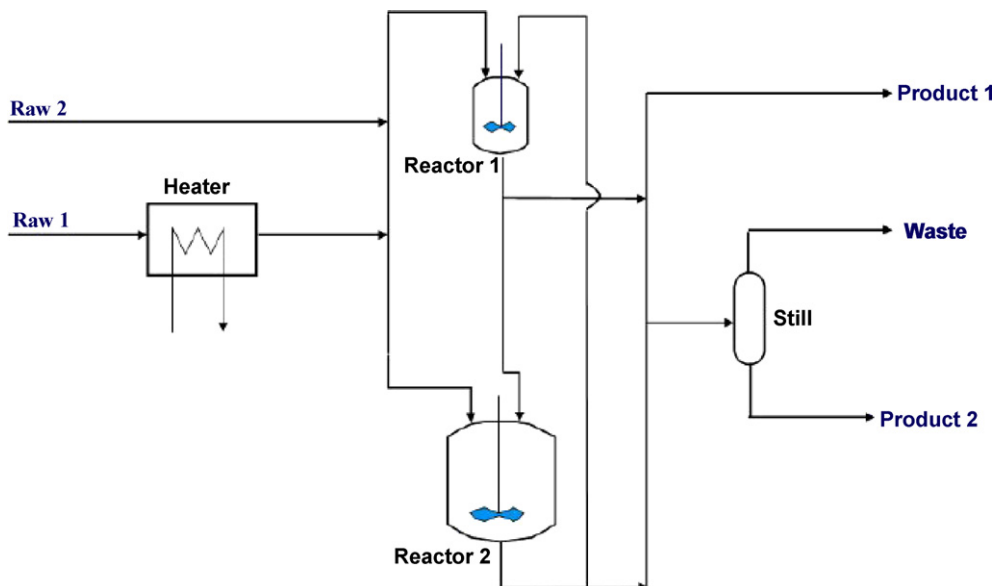 Product 1
Raw 2
Reactor 1
Heater
Raw 1
Waste
Still
Product 2
Reactor 2